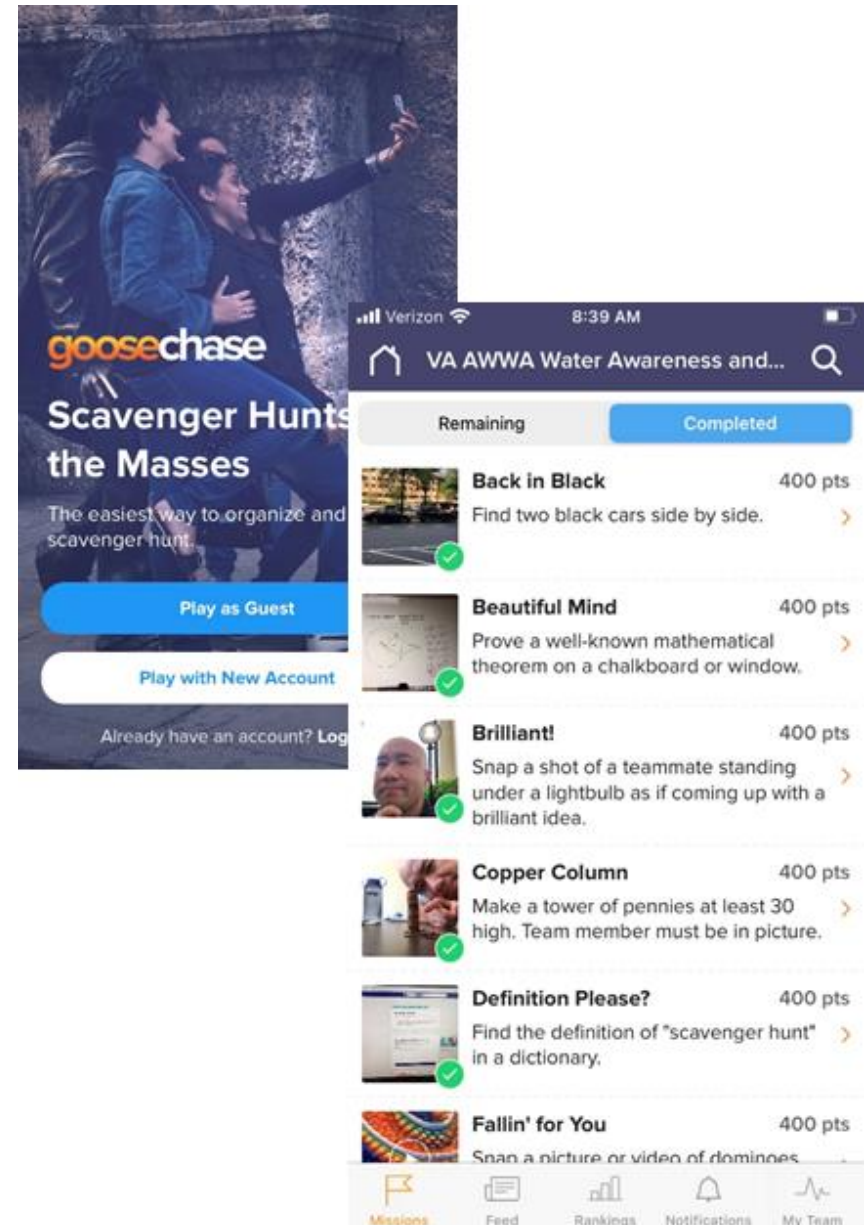 goosechase
Scavenger Hunts
the Masses
The easiest way to organize and
scavenger hunt.
Play as Guest
Play with New Account
Already have an account? Log
Verizon 8:39 AM
VA AWWA Water Awareness and...
Remaining Completed
Back in Black 400 pts
Find two black cars side by side.
Beautiful Mind 400 pts
Prove a well-known mathematical
theorem on a chalkboard or window.
Brilliant! 400 pts
Snap a shot of a teammate standing
under a lightbulb as if coming up with a
brilliant idea.
Copper Column 400 pts
Make a tower of pennies at least 30
high. Team member must be in picture.
Definition Please? 400 pts
Find the definition of "scavenger hunt"
in a dictionary.
Fallin' for You 400 pts
Snap a picture or video of dominoes
Missions Feed Rankings Notifications My Team